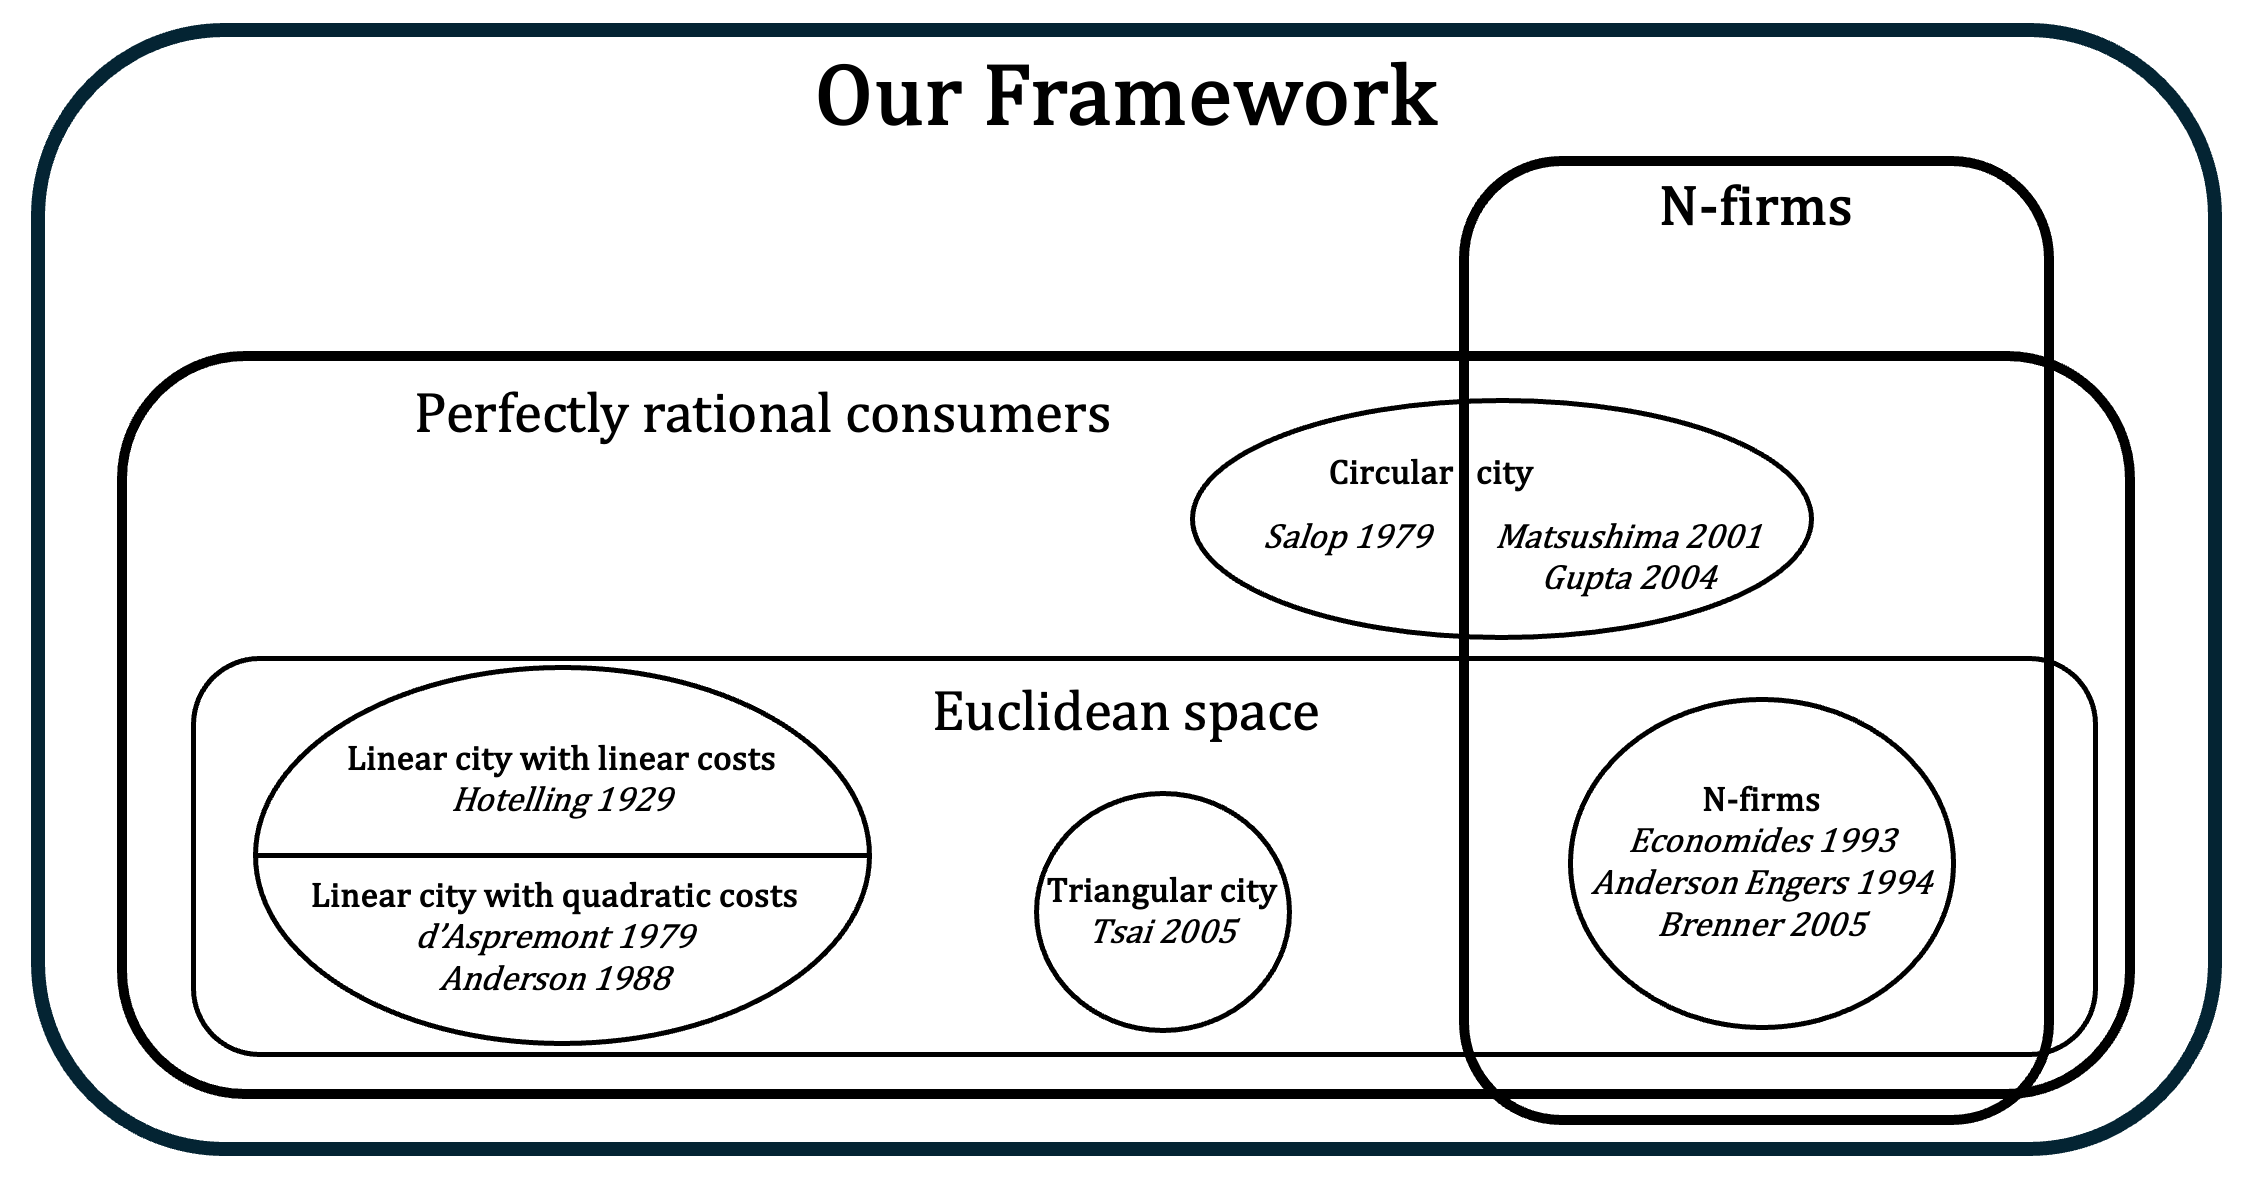 Our Framework
N-firms
Perfectly rational consumers
Circular city
Salop 1979
Matsushima 2001
Gupta 2004
Euclidean space
Linear city with linear costs
Hotelling 1929
Linear city with quadratic costs
d’Aspremont 1979
Anderson 1988
Triangular city
Tsai 2005
N-firms
Economides 1993
Anderson Engers 1994
Brenner 2005